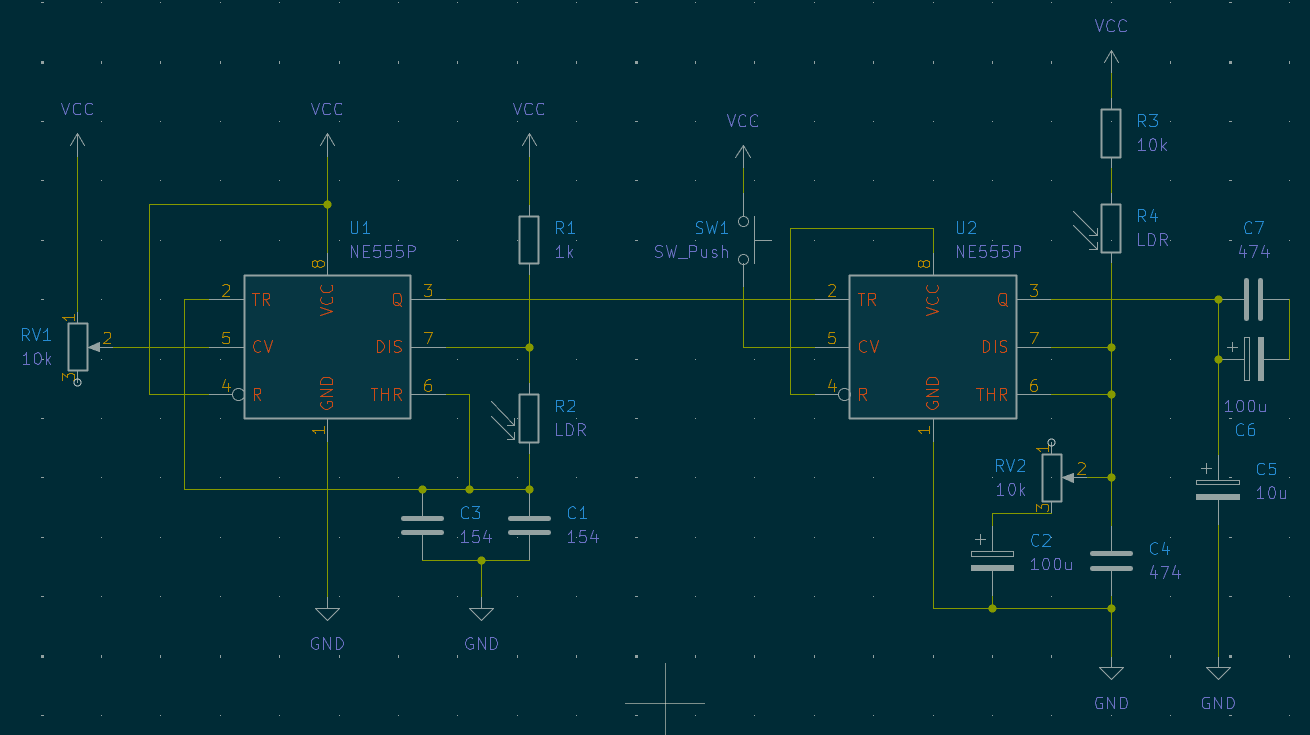 VCC
VCC
VCC
VCC
VCC
R3
10k
R4
LDR
C7
474
U1
NE555P
R1
1k
SW1
SW_Push
U2
NE555P
8
8
2
TR
VCC
Q
3
2
TR
VCC
Q
3
RV1
10k
1
2
3
5
CV
DIS
7
5
CV
DIS
7
4
R
GND
THR
6
4
R
GND
THR
6
1
1
R2
LDR
100u
C6
RV2
10k
1
2
3
C5
10u
C3
154
C1
154
C2
100u
C4
474
GND
GND
GND
GND